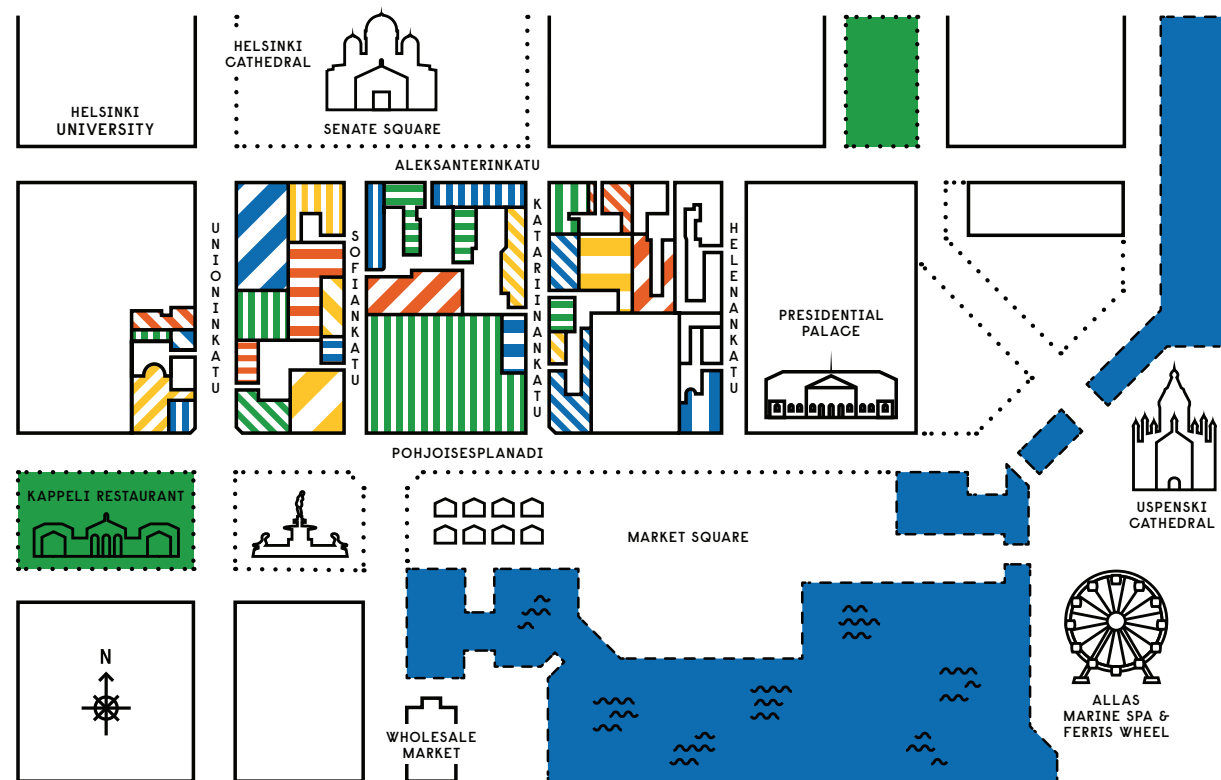 HELSINKI
CATHEDRAL
HELSINKI
UNIVERSITY
SENATE SQUARE
ALEKSANTERINKATU
UNIONINKATU
SOFIANKATU
KATARIINANKATU
HELENANKATU
PRESIDENTIAL
PALACE
POHJOISESPLANADI
KAPPELI RESTAURANT
MARKET SQUARE
USPENSKI
CATHEDRAL
N
ALLAS
MARINE SPA &
FERRIS WHEEL
WHOLESALE
MARKET